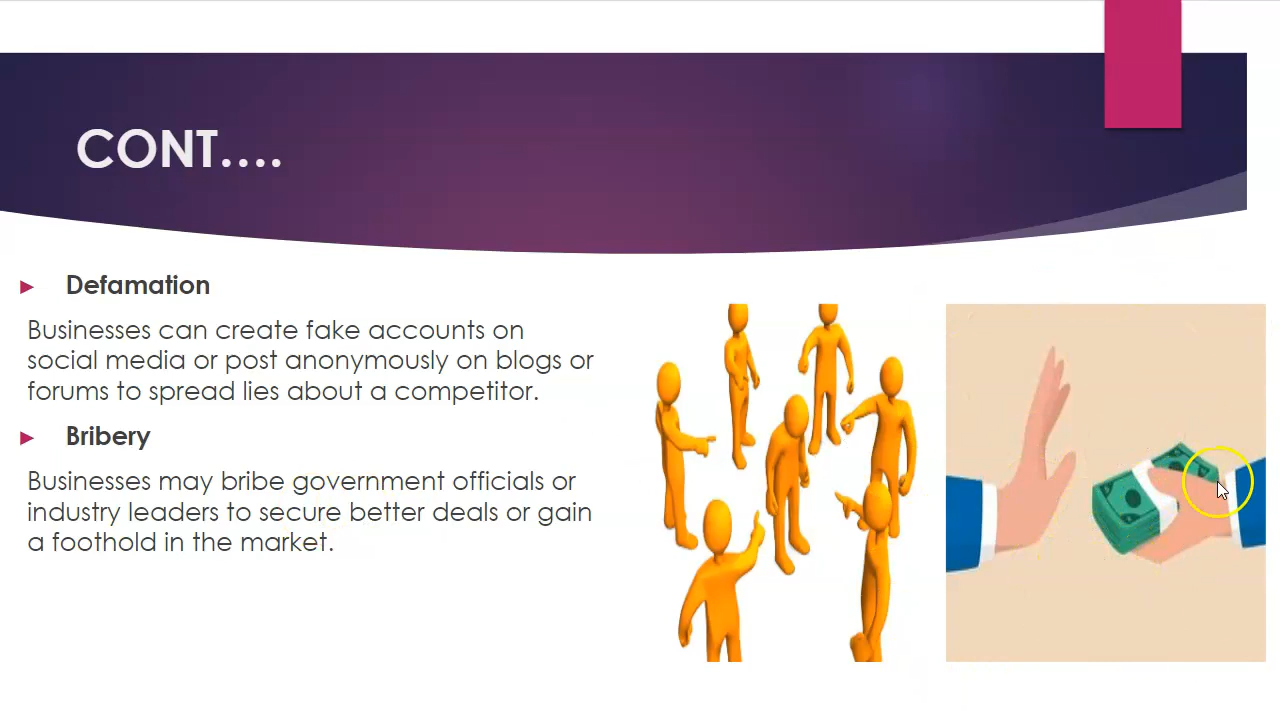 CONT....
Defamation
Businesses can create fake accounts on
social media or post anonymously on blogs or
forums to spread lies about a competitor.
Bribery
Businesses may bribe government officials or
industry leaders to secure better deals or gain
a foothold in the market.